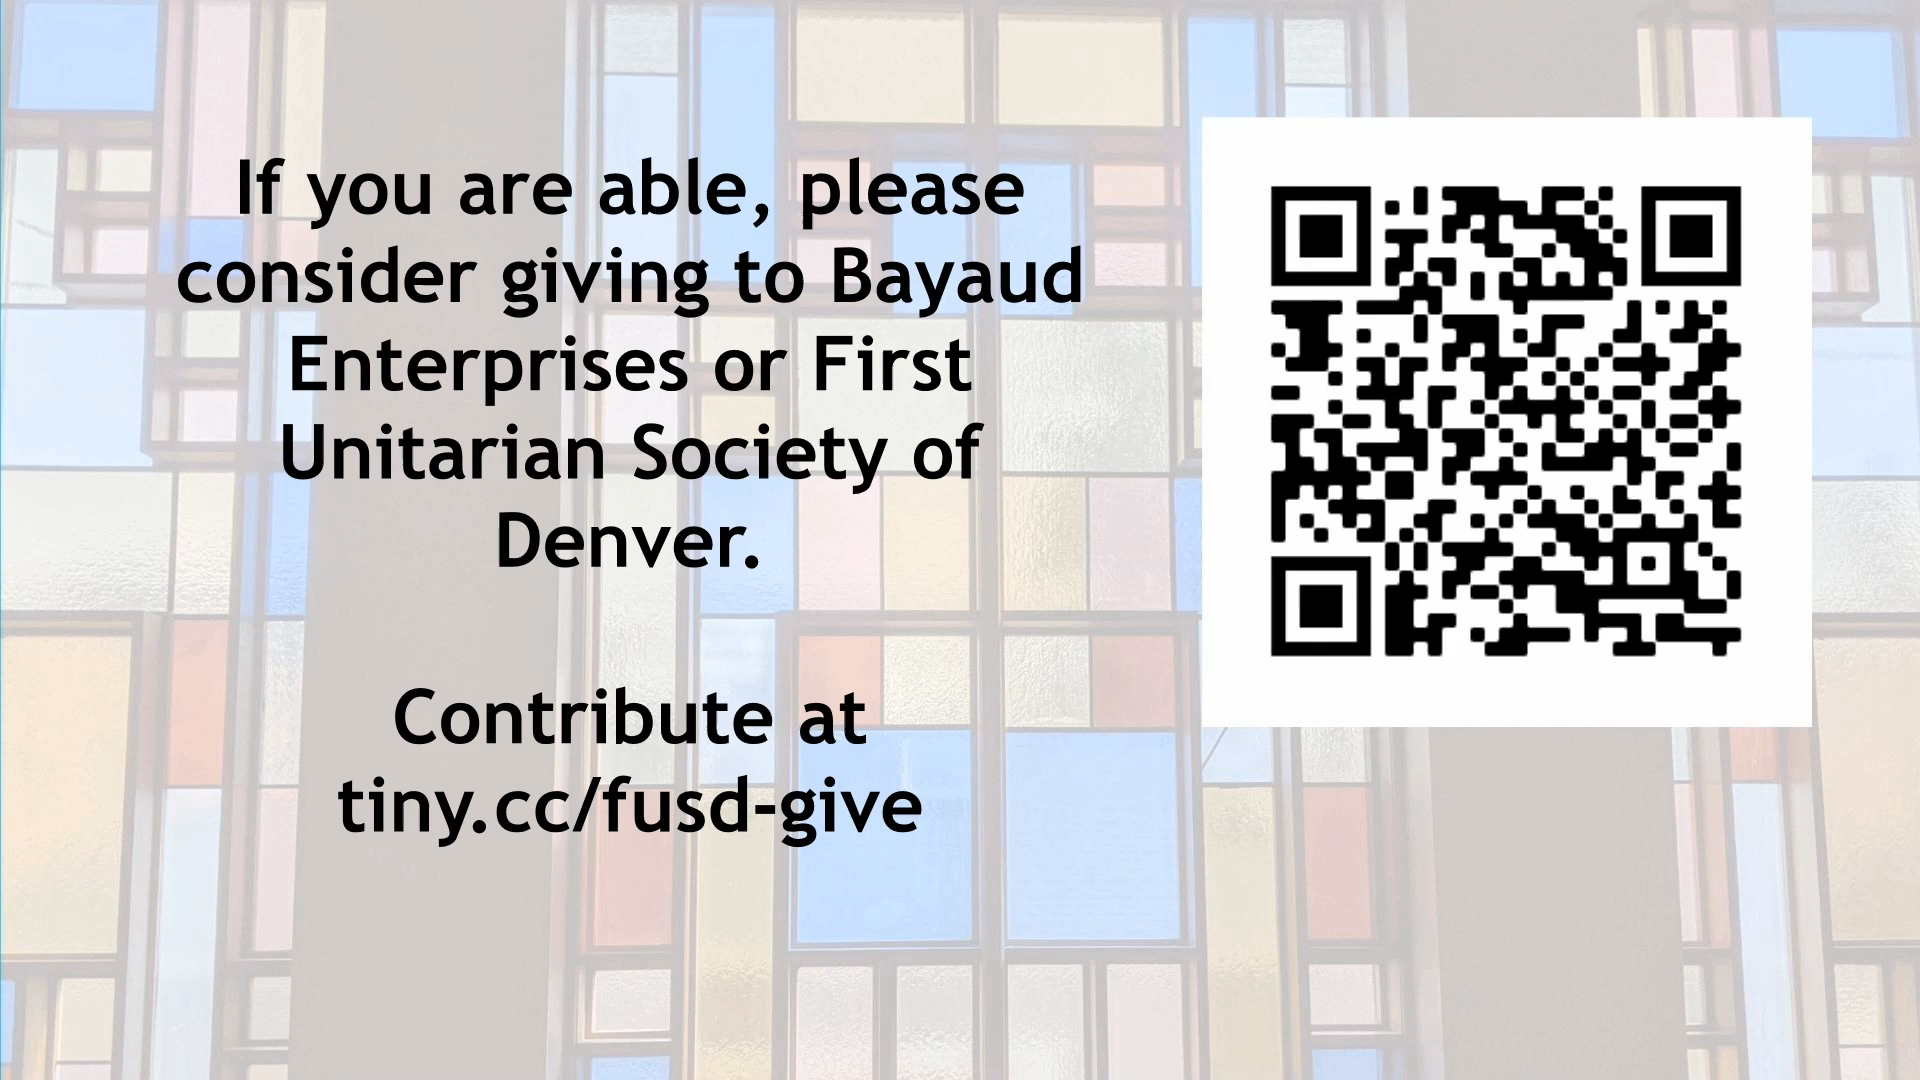 If you are able, please
consider giving to Bayaud
Enterprises or First
Unitarian Society of
Denver.
Contribute at
tiny.cc/fusd-give